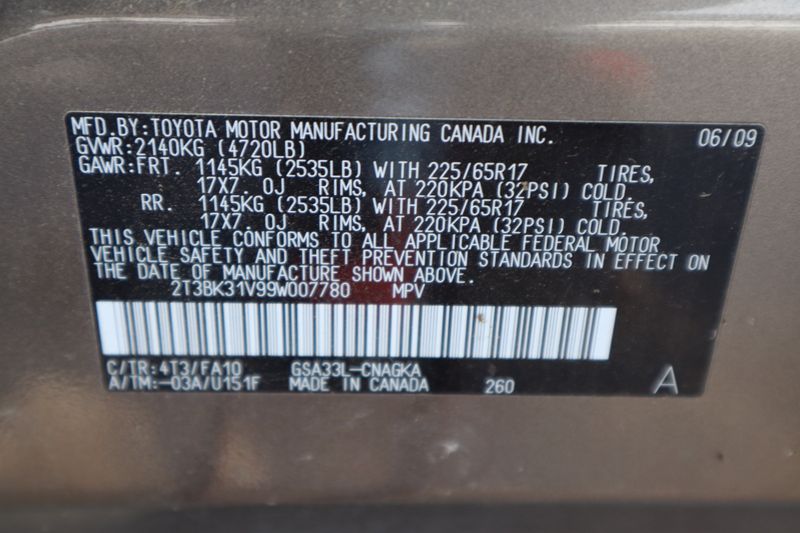 MFD.BY:TOYOTA MOTOR MANUFACTURING CANADA INC. 06/09
GVWR:2140KG (4720LB)
GAWR:FRT. 1145KG (2535LB) WITH 225/65R17 TIRES,
17X7. OJ RIMS, AT 220KPA (32PSI) COLD.
RR. 1145KG (2535LB) WITH 225/65R17 TIRES,
17X7. OJ RIMS, AT 220KPA (32PSI) COLD.
THIS VEHICLE CONFORMS TO ALL APPLICABLE FEDERAL MOTOR
VEHICLE SAFETY AND THEFT PREVENTION STANDARDS IN EFFECT ON
THE DATE OF MANUFACTURE SHOWN ABOVE.
2T3BK31V99W007780 MPV
C/TR:4T3/FA10 GSA33L-CNAGKA
A/TM:-03A/U151F MADE IN CANADA 260 A